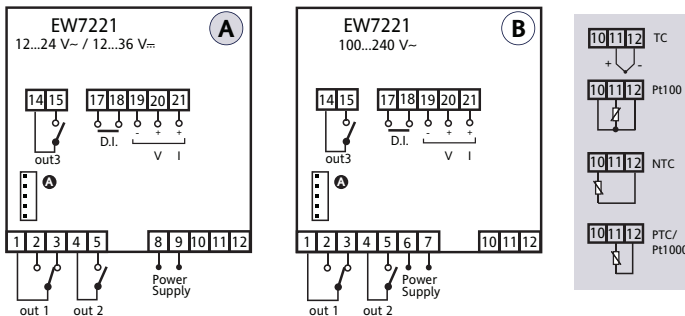 EW7221
12...24 V~ / 12...36 V⎓
A
14 15
17 18 19 20 21
out3
D.I.
- + +
V I
A
1 2 3 4 5 8 9 10 11 12
Power
Supply
out 1 out 2
EW7221
100...240 V~
B
14 15
17 18 19 20 21
out3
D.I.
- + +
V I
A
1 2 3 4 5 6 7 10 11 12
Power
Supply
out 1 out 2
10 11 12 TC
+ -
10 11 12 Pt100
10 11 12 NTC
10 11 12 PTC/
Pt1000